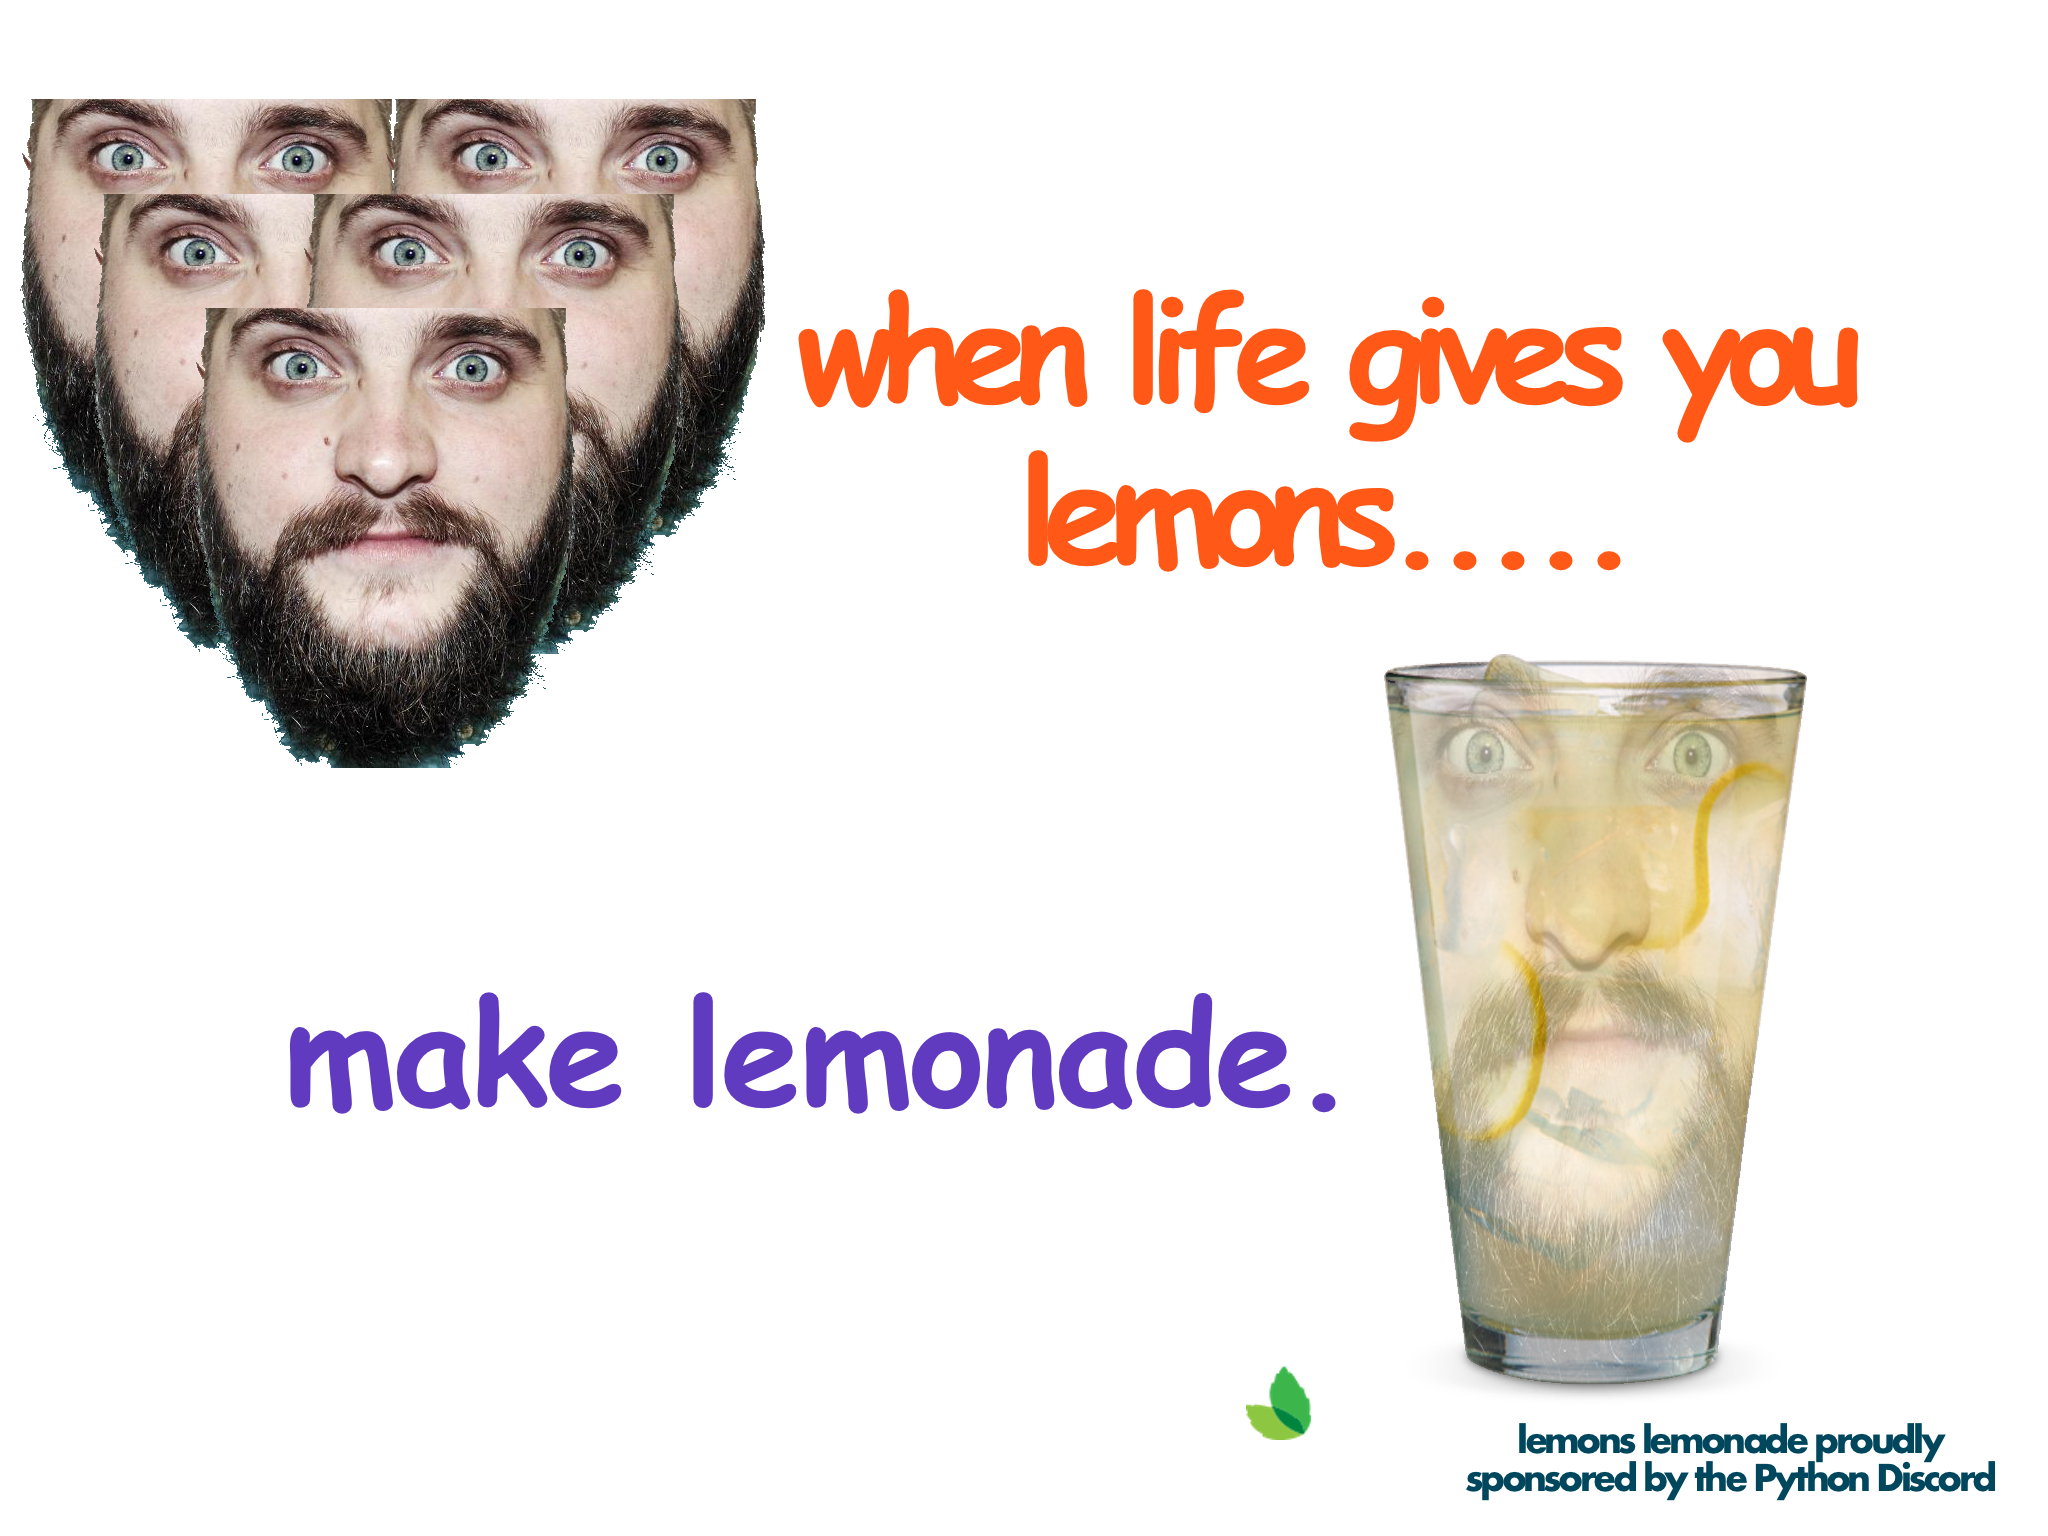 when life gives you
lemons.....
make lemonade.
lemons lemonade proudly
sponsored by the Python Discord